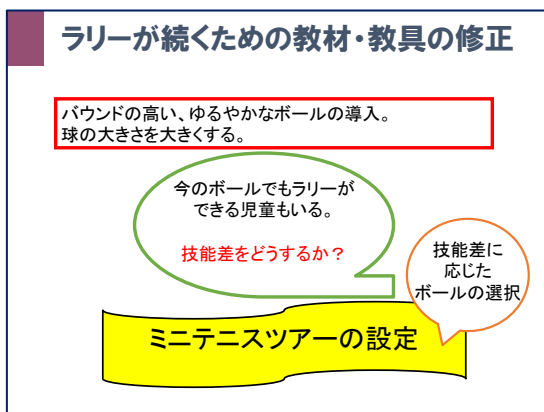 ラリーが続くための教材・教具の修正
バウンドの高い、ゆるやかなボールの導入。
球の大きさを大きくする。
今のボールでもラリーが
できる児童もいる。
技能差をどうするか？
技能差に
応じた
ボールの選択
ミニテニスツアーの設定